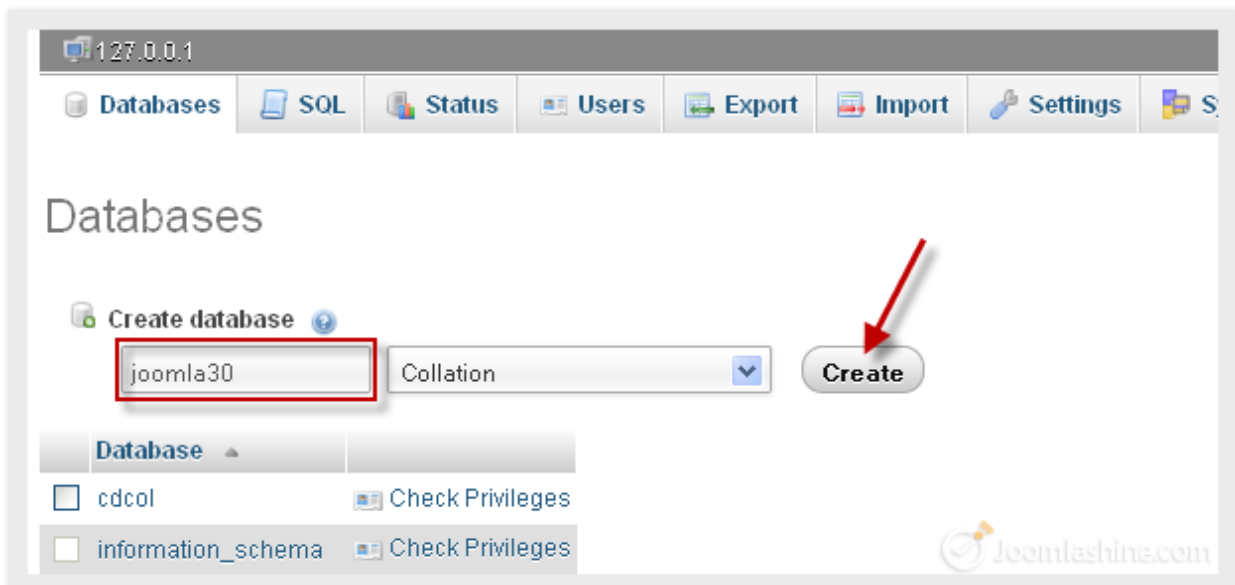 127.0.0.1
Databases SQL Status Users Export Import Settings
Databases
Create database
joomla30 Collation Create
Database
cdcol Check Privileges
information_schema Check Privileges
Joomlashine.com